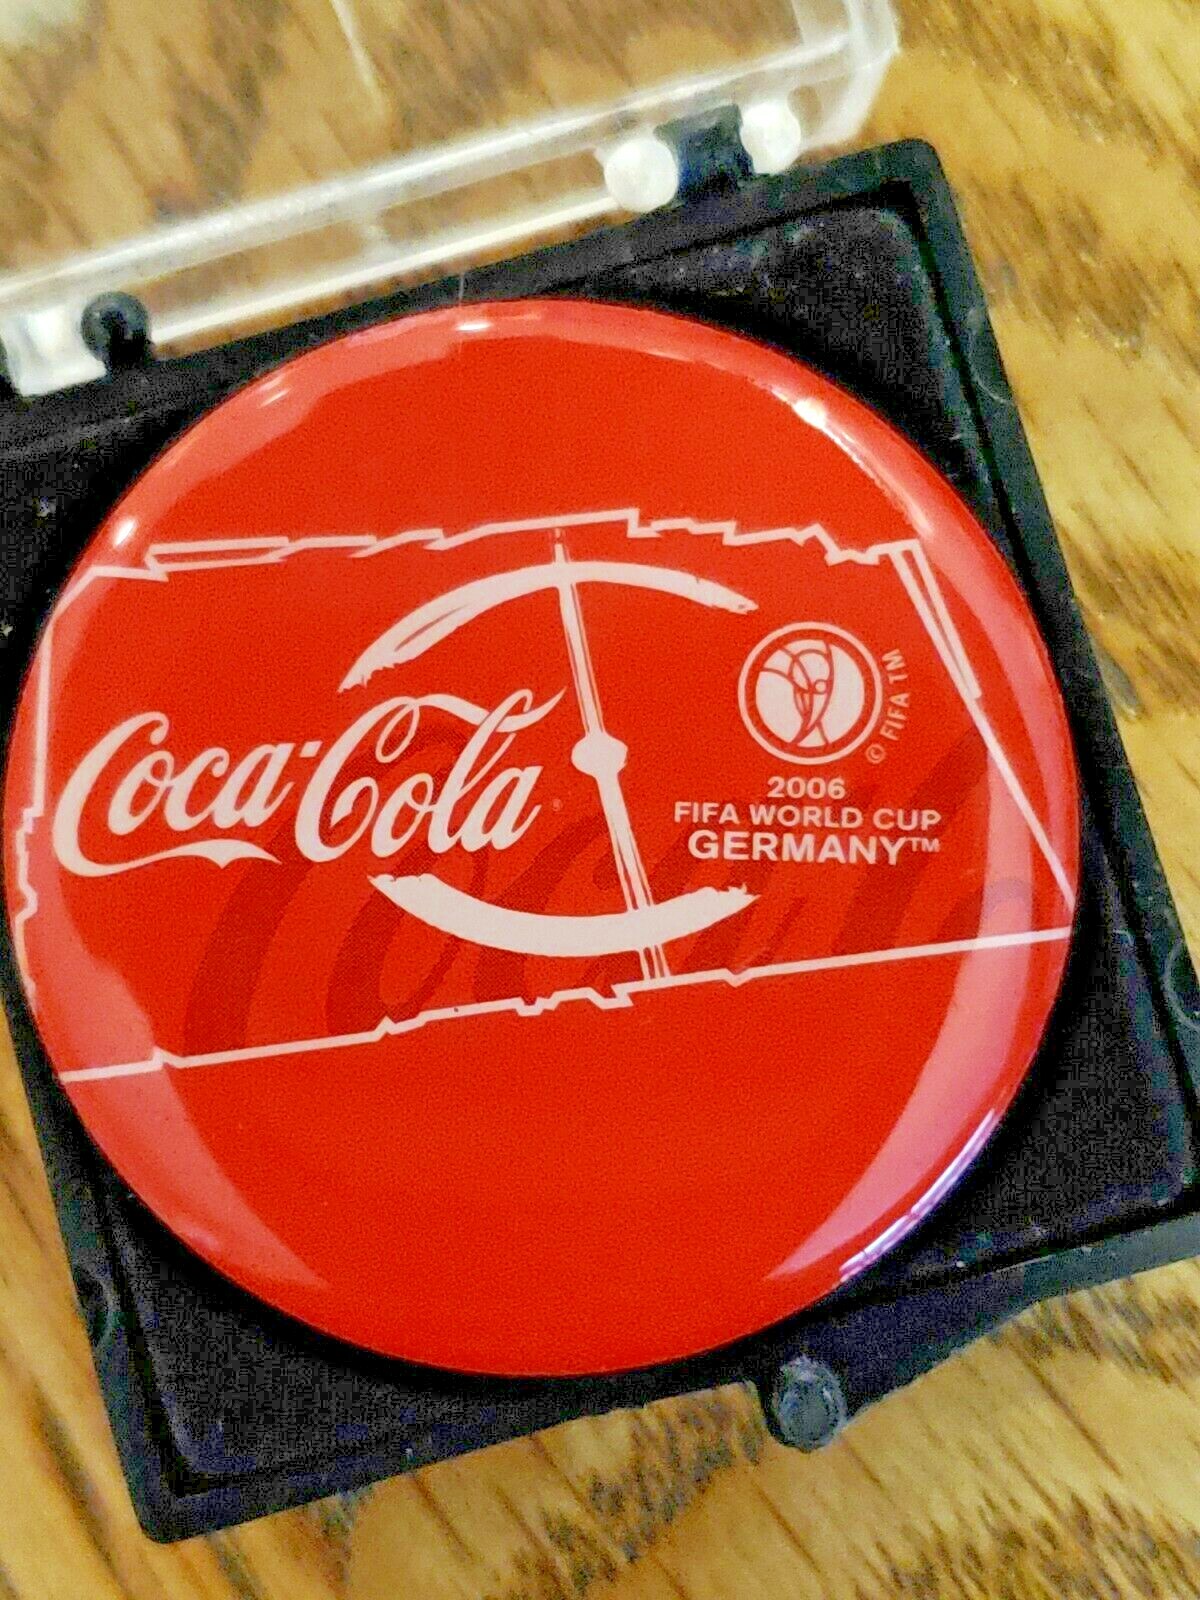 Coca-Cola
© FIFA TM
2006
FIFA WORLD CUP
GERMANY™